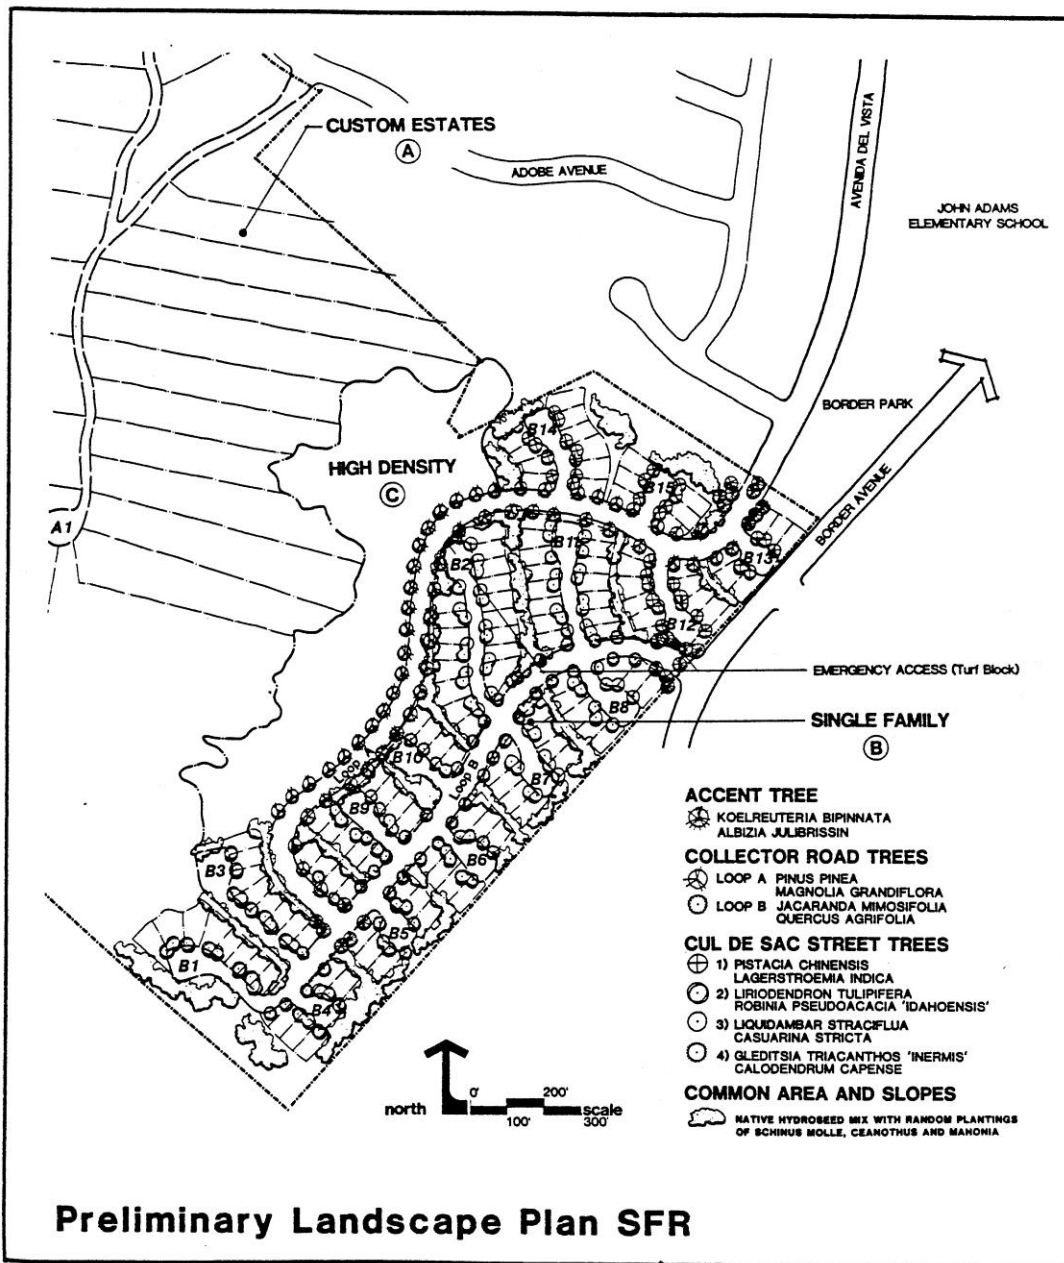 CUSTOM ESTATES
A
ADOBE AVENUE
AVENIDA DEL VISTA
JOHN ADAMS
ELEMENTARY SCHOOL
BORDER PARK
BORDER AVENUE
HIGH DENSITY
C
A1
B14
B15
B13
B12
B11
B2
B8
B10
B7
B9
B6
B3
B5
B1
B4
LOOP
LOOP B
EMERGENCY ACCESS (Turf Block)
SINGLE FAMILY
B
ACCENT TREE
KOELREUTERIA BIPINNATA
ALBIZIA JULIBRISSIN
COLLECTOR ROAD TREES
LOOP A PINUS PINEA
MAGNOLIA GRANDIFLORA
LOOP B JACARANDA MIMOSIFOLIA
QUERCUS AGRIFOLIA
CUL DE SAC STREET TREES
1) PISTACIA CHINENSIS
LAGERSTROEMIA INDICA
2) LIRIODENDRON TULIPIFERA
ROBINIA PSEUDOACACIA 'IDAHOENSIS'
3) LIQUIDAMBAR STRACIFLUA
CASUARINA STRICTA
4) GLEDITSIA TRIACANTHOS 'INERMIS'
CALODENDRUM CAPENSE
COMMON AREA AND SLOPES
NATIVE HYDROSEED MIX WITH RANDOM PLANTINGS
OF SCHINUS MOLLE, CEANOTHUS AND MAHONIA
north
0' 200'
scale
100' 300'
Preliminary Landscape Plan SFR